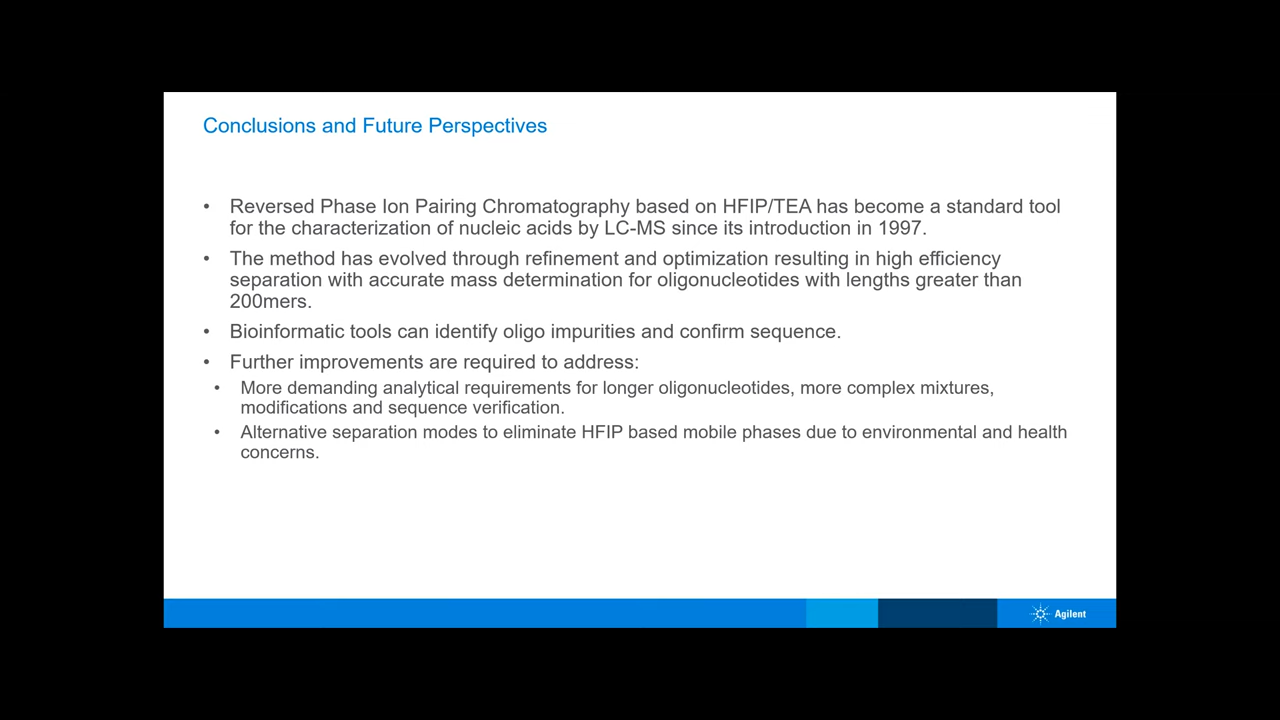 Conclusions and Future Perspectives
• Reversed Phase Ion Pairing Chromatography based on HFIP/TEA has become a standard tool
for the characterization of nucleic acids by LC-MS since its introduction in 1997.
• The method has evolved through refinement and optimization resulting in high efficiency
separation with accurate mass determination for oligonucleotides with lengths greater than
200mers.
• Bioinformatic tools can identify oligo impurities and confirm sequence.
• Further improvements are required to address:
• More demanding analytical requirements for longer oligonucleotides, more complex mixtures,
modifications and sequence verification.
• Alternative separation modes to eliminate HFIP based mobile phases due to environmental and health
concerns.
Agilent